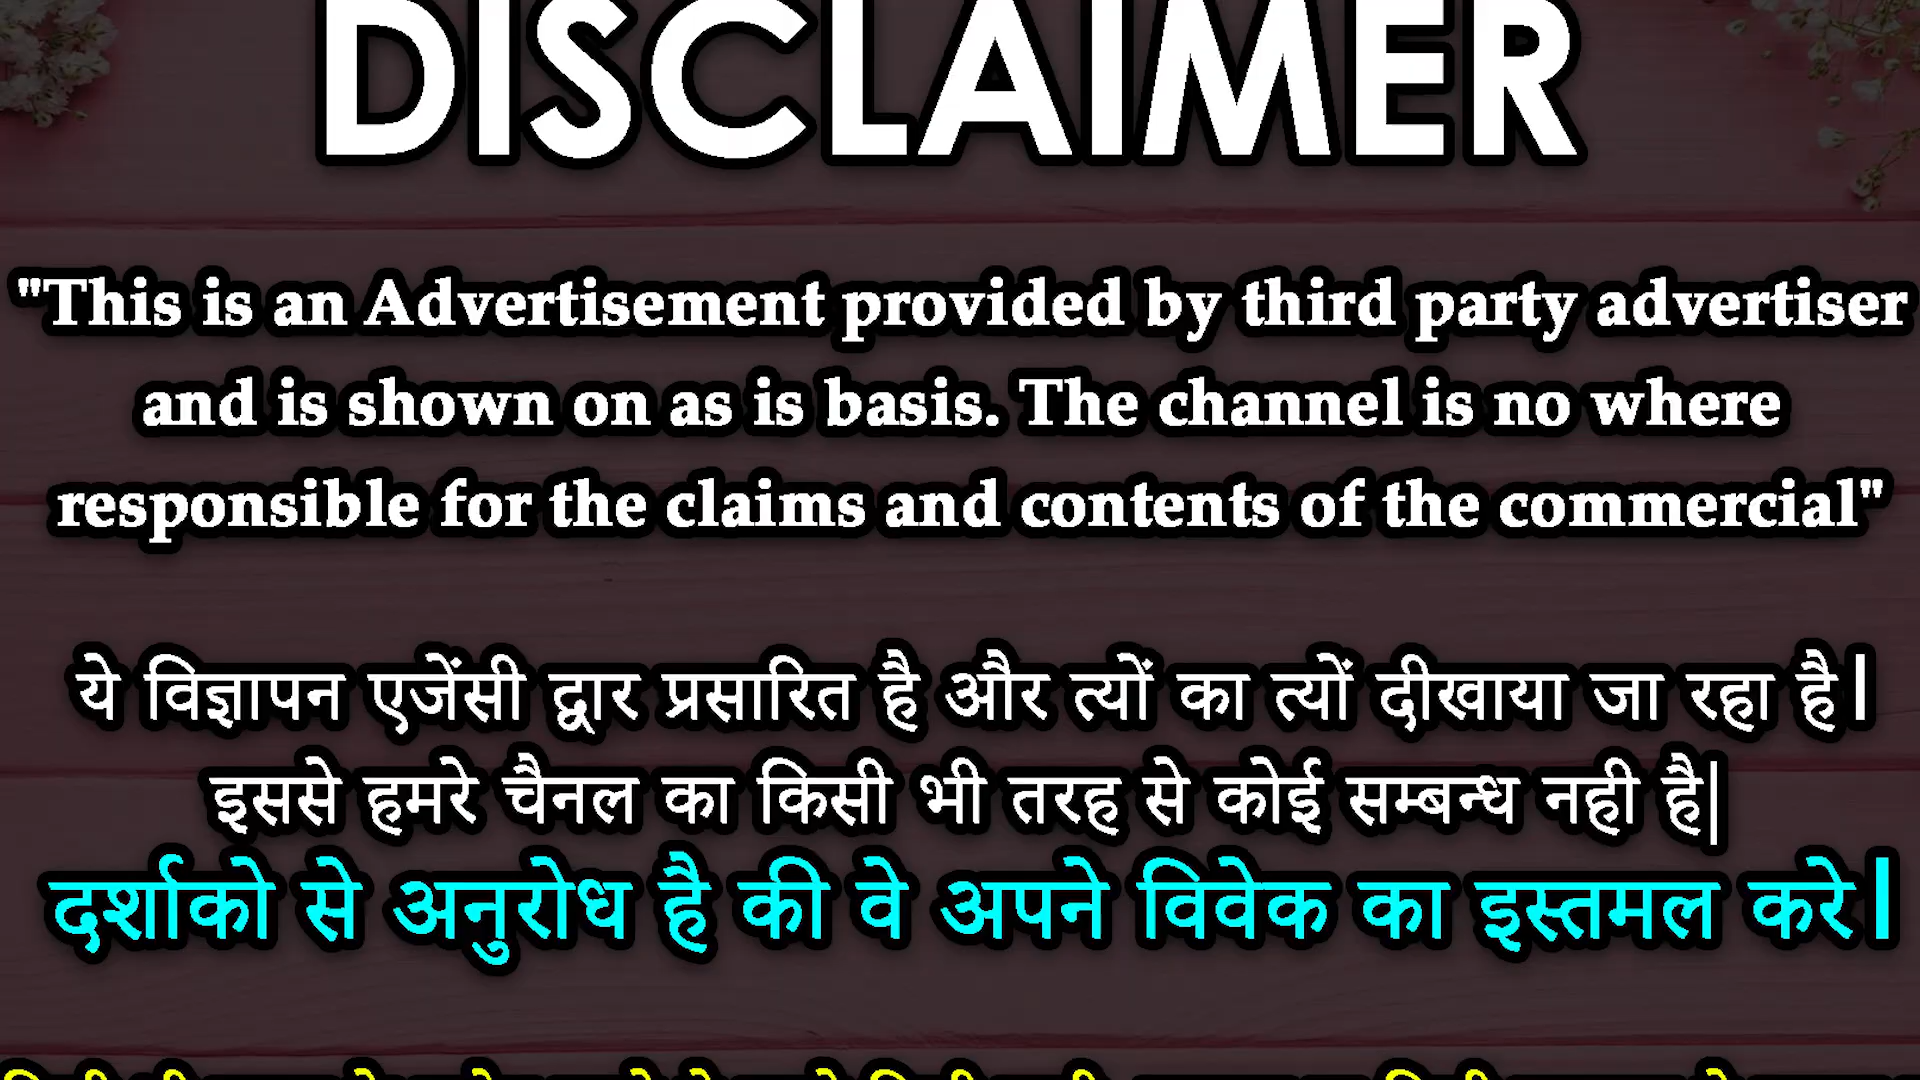 DISCLAIMER
"This is an Advertisement provided by third party advertiser
and is shown on as is basis. The channel is no where
responsible for the claims and contents of the commercial"
ये विज्ञापन एजेंसी द्वार प्रसारित है और त्यों का त्यों दीखाया जा रहा है।
इससे हमरे चैनल का किसी भी तरह से कोई सम्बन्ध नही है|
दर्शाको से अनुरोध है की वे अपने विवेक का इस्तमल करे।